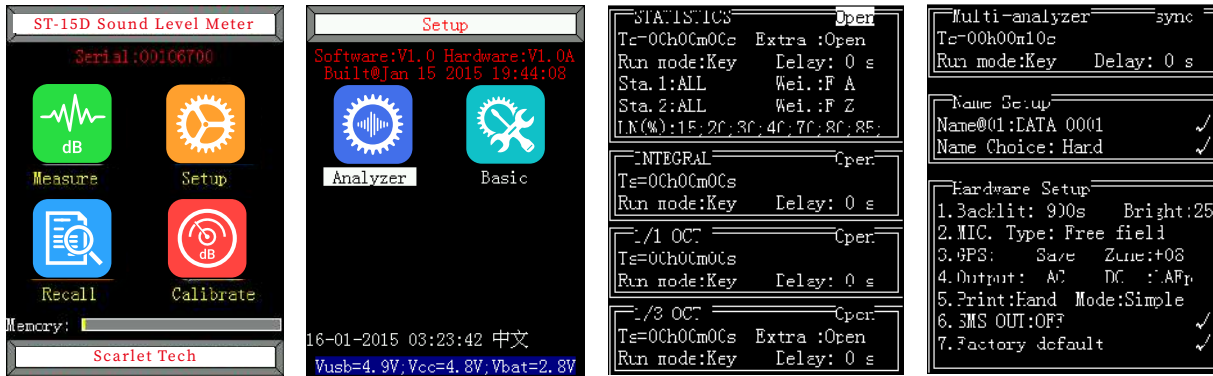 ST-15D Sound Level Meter
Serial:00106700
dB
Measure
Setup
dB
Recall
Calibrate
Memory:
Scarlet Tech
Setup
Software:V1.0 Hardware:V1.0A
Built@Jan 15 2015 19:44:08
Analyzer
Basic
16-01-2015 03:23:42 中文
Vusb=4.9V;Vcc=4.8V;Vbat=2.8V
STATISTICS Open
Ts=00h00m00s Extra :Open
Run mode:Key Delay: 0 s
Sta.1:ALL Wei.:F A
Sta.2:ALL Wei.:F Z
LN(%):15;20;30;40;70;80;85;
INTEGRAL Open
Ts=00h00m00s
Run mode:Key Delay: 0 s
1/1 OCT Open
Ts=00h00m00s
Run mode:Key Delay: 0 s
1/3 OCT Open
Ts=00h00m00s Extra :Open
Run mode:Key Delay: 0 s
Multi-analyzer sync
Ts=00h00m10s
Run mode:Key Delay: 0 s
Name Setup
Name@01:DATA 0001 ✓
Name Choice: Hand ✓
Hardware Setup
1.Backlit: 900s Bright:25
2.MIC. Type: Free field
3.GPS: Save Zone:+08
4.Output: AC DC :LAFp
5.Print:Hand Mode:Simple
6.SMS OUT:OFF ✓
7.Factory default ✓